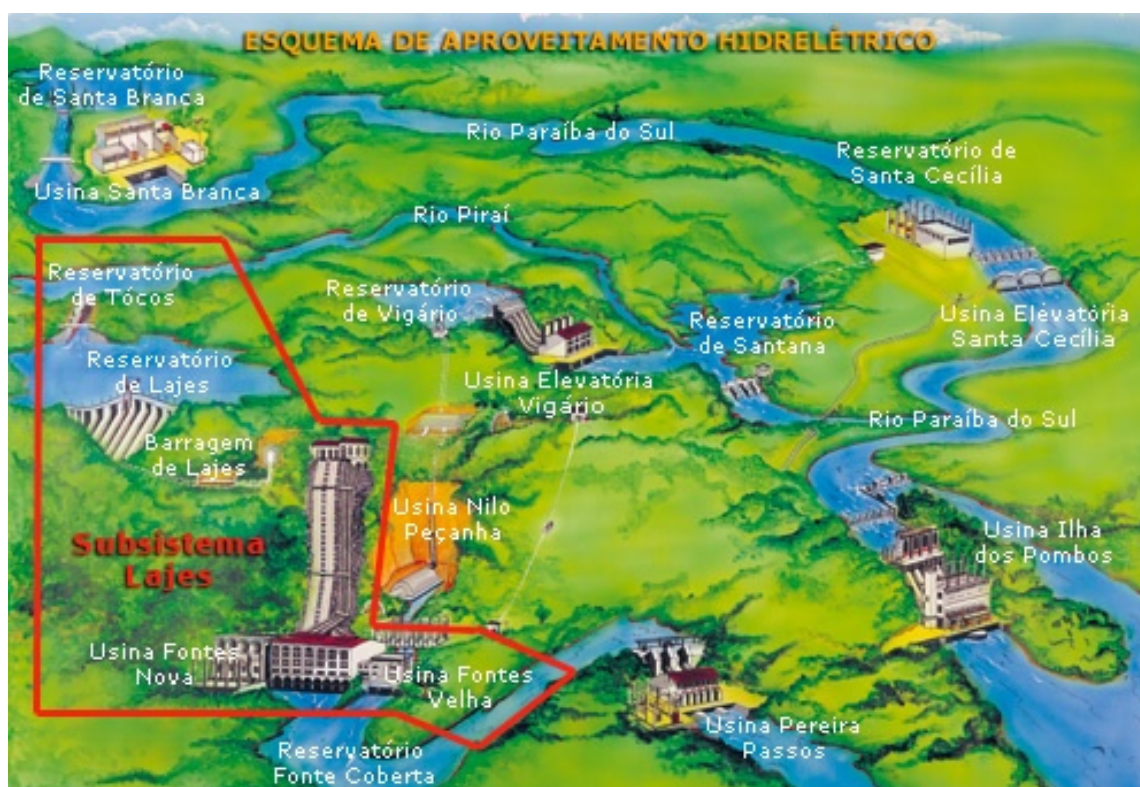 ESQUEMA DE APROVEITAMENTO HIDRELÈTRICO
Reservatório
de Santa Branca
Usina Santa Branca
Rio Paraíba do Sul
Reservatório de
Santa Cecília
Rio Piraí
Reservatório
de Tócos
Reservatório
de Vigário
Reservatório
de Santana
Usina Elevatória
Santa Cecília
Reservatório
de Lajes
Usina Elevatória
Vigário
Rio Paraíba do Sul
Barragem
de Lajes
Usina Nilo
Peçanha
Usina Ilha
dos Pombos
Subsistema
Lajes
Usina Fontes
Nova
Usina Fontes
Velha
Usina Pereira
Passos
Reservatório
Fonte Coberta